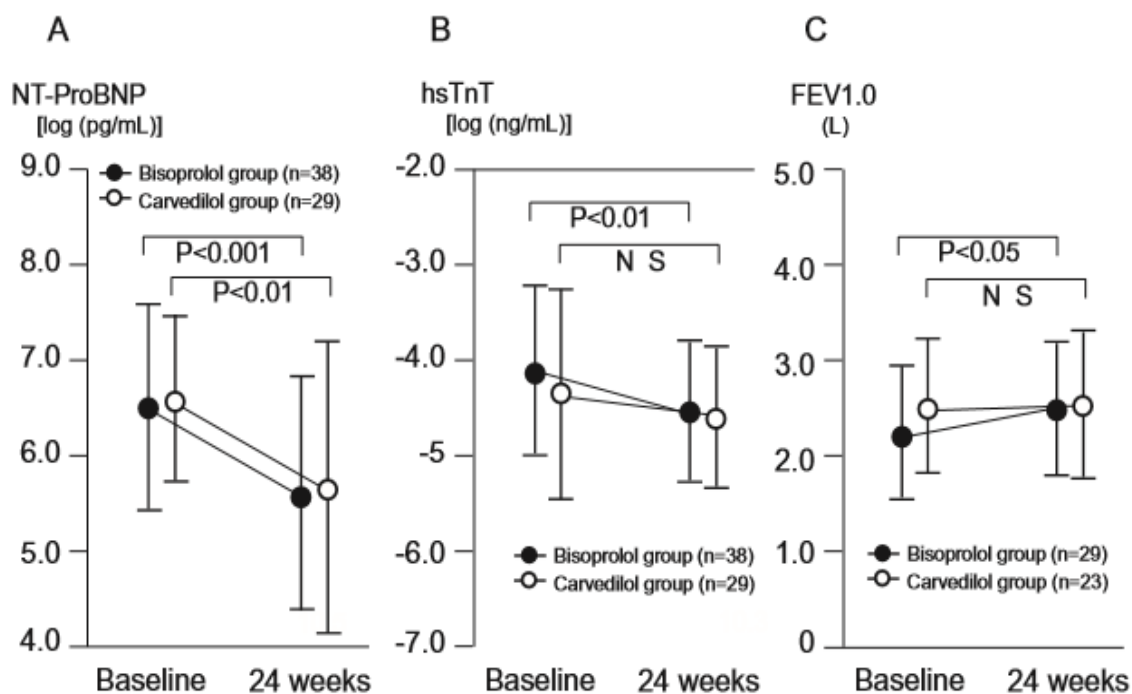 A
NT-ProBNP
[log (pg/mL)]
9.0
8.0
7.0
6.0
5.0
4.0
Bisoprolol group (n=38)
Carvedilol group (n=29)
P<0.001
P<0.01
Baseline 24 weeks
B
hsTnT
[log (ng/mL)]
-2.0
-3.0
-4.0
-5
-6.0
-7.0
P<0.01
N S
Bisoprolol group (n=38)
Carvedilol group (n=29)
Baseline 24 weeks
C
FEV1.0
(L)
5.0
4.0
3.0
2.0
1.0
0
P<0.05
N S
Bisoprolol group (n=29)
Carvedilol group (n=23)
Baseline 24 weeks